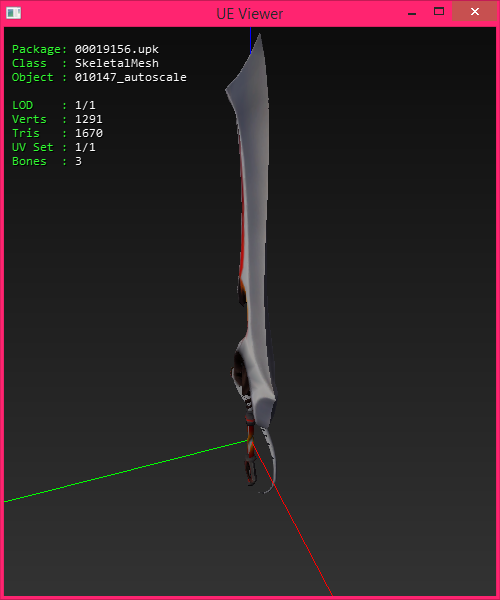 UE Viewer
Package: 00019156.upk
Class  : SkeletalMesh
Object : 010147_autoscale
LOD    : 1/1
Verts  : 1291
Tris   : 1670
UV Set : 1/1
Bones  : 3